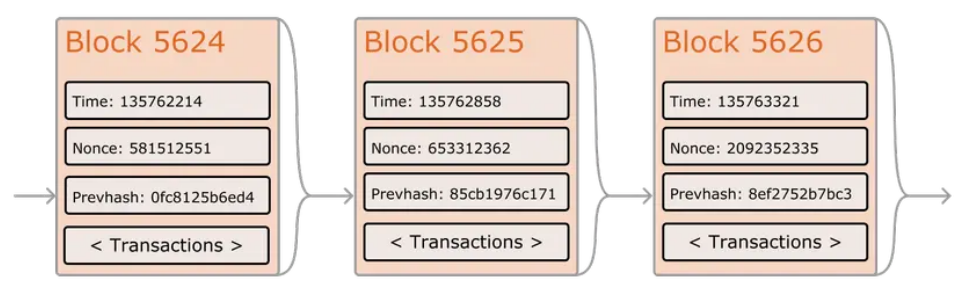 Block 5624
Time: 135762214
Nonce: 581512551
Prevhash: 0fc8125b6ed4
< Transactions >
Block 5625
Time: 135762858
Nonce: 653312362
Prevhash: 85cb1976c171
< Transactions >
Block 5626
Time: 135763321
Nonce: 2092352335
Prevhash: 8ef2752b7bc3
< Transactions >